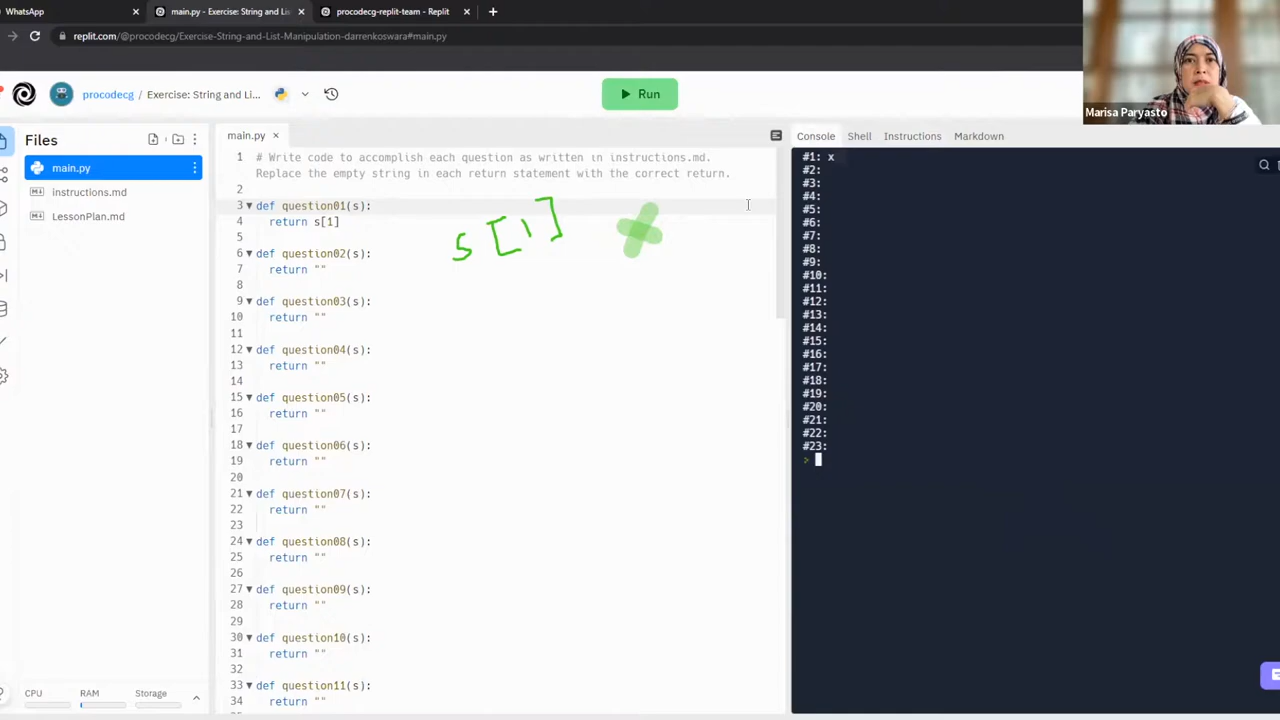 WhatsApp × main.py - Exercise: String and Lis × procodecg-replit-team - Replit × +
replit.com/@procodecg/Exercise-String-and-List-Manipulation-darrenkoswara#main.py
procodecg / Exercise: String and Li... Run
Marisa Paryasto
Files
main.py
instructions.md
LessonPlan.md
CPU RAM Storage
main.py ×
1 # Write code to accomplish each question as written in instructions.md.
Replace the empty string in each return statement with the correct return.
2
3 def question01(s):
4 return s[1]
5
6 def question02(s):
7 return ""
8
9 def question03(s):
10 return ""
11
12 def question04(s):
13 return ""
14
15 def question05(s):
16 return ""
17
18 def question06(s):
19 return ""
20
21 def question07(s):
22 return ""
23
24 def question08(s):
25 return ""
26
27 def question09(s):
28 return ""
29
30 def question10(s):
31 return ""
32
33 def question11(s):
34 return ""
s [1]
Console Shell Instructions Markdown
#1: x
#2:
#3:
#4:
#5:
#6:
#7:
#8:
#9:
#10:
#11:
#12:
#13:
#14:
#15:
#16:
#17:
#18:
#19:
#20:
#21:
#22:
#23:
>